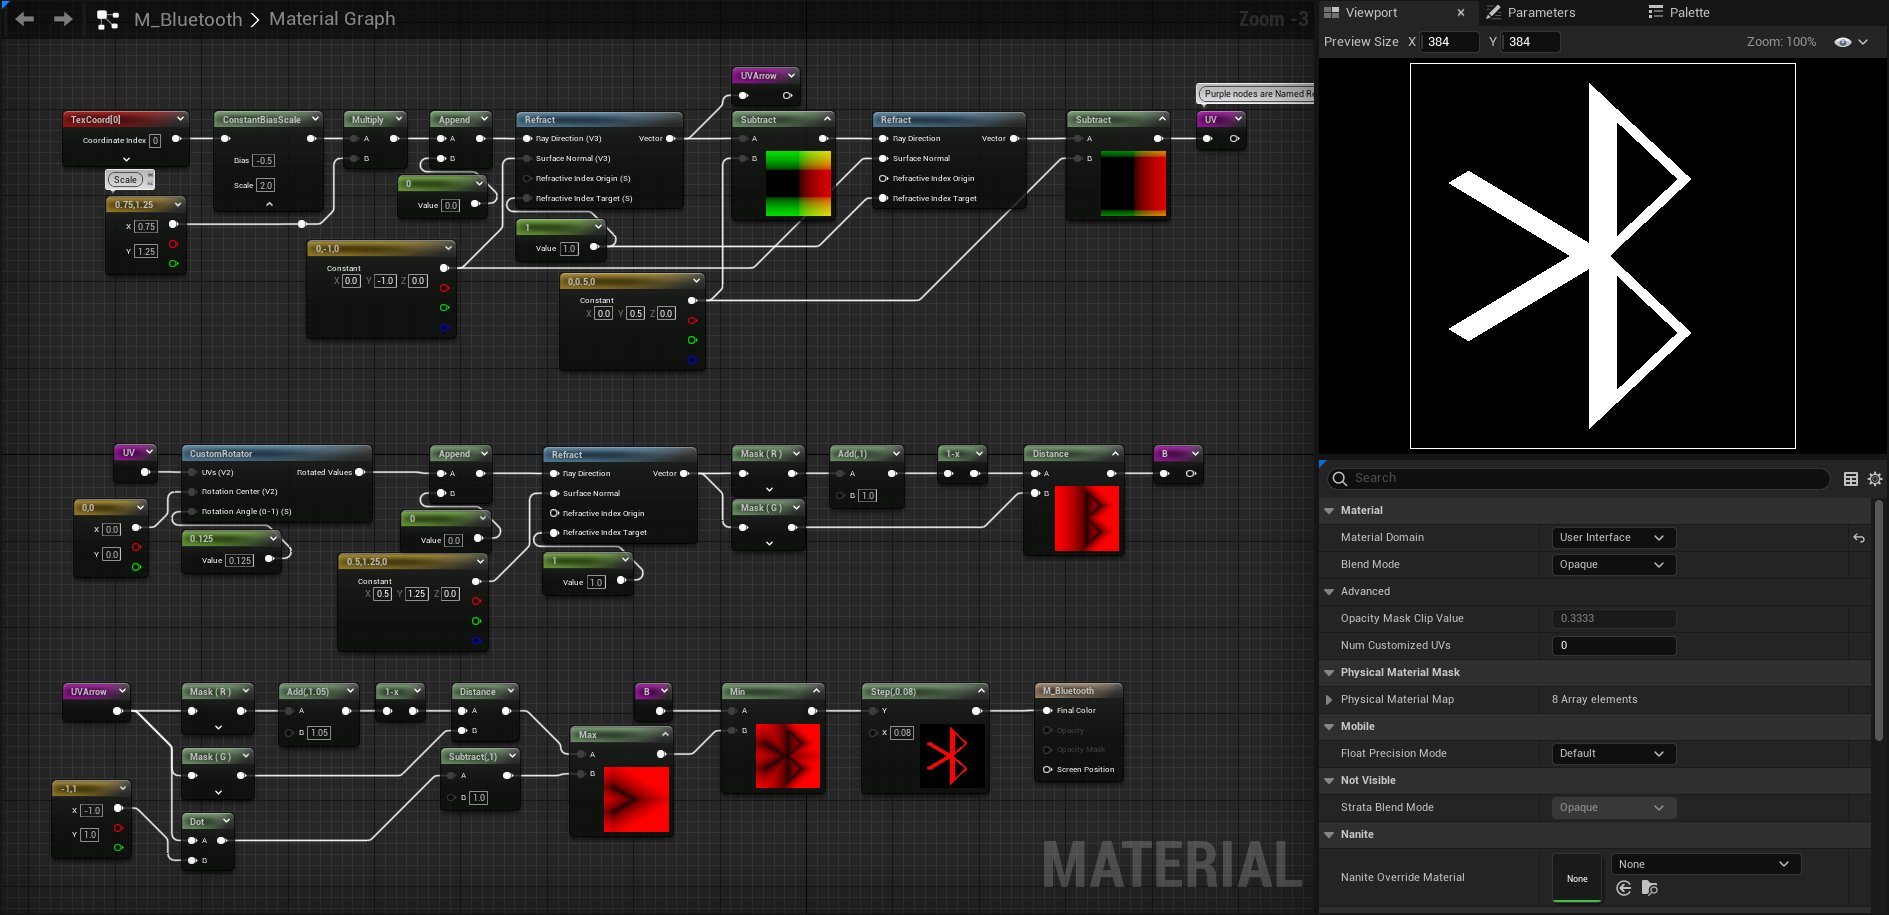 M_Bluetooth > Material Graph
Zoom -3
UVArrow
Purple nodes are Named Re
TexCoord[0]
Coordinate Index 0
ConstantBiasScale
Bias -0.5
Scale 2.0
Multiply
A
B
Append
A
B
Refract
Ray Direction (V3) Vector
Surface Normal (V3)
Refractive Index Origin (S)
Refractive Index Target (S)
Subtract
A
B
Refract
Ray Direction Vector
Surface Normal
Refractive Index Origin
Refractive Index Target
Subtract
A
B
UV
Scale
0.75,1.25
X 0.75
Y 1.25
0
Value 0.0
1
Value 1.0
0,-1,0
Constant
X 0.0 Y -1.0 Z 0.0
0,0.5,0
Constant
X 0.0 Y 0.5 Z 0.0
UV
CustomRotator
UVs (V2) Rotated Values
Rotation Center (V2)
Rotation Angle (0-1) (S)
Append
A
B
Refract
Ray Direction Vector
Surface Normal
Refractive Index Origin
Refractive Index Target
Mask ( R )
Mask ( G )
Add(,1)
A
B 1.0
1-x
Distance
A
B
B
0,0
X 0.0
Y 0.0
0.125
Value 0.125
0
Value 0.0
0.5,1.25,0
Constant
X 0.5 Y 1.25 Z 0.0
1
Value 1.0
UVArrow
Mask ( R )
Add(,1.05)
A
B 1.05
1-x
Distance
A
B
B
Min
A
B
Step(,0.08)
Y
X 0.08
M_Bluetooth
Final Color
Opacity
Opacity Mask
Screen Position
Max
A
B
Mask ( G )
Subtract(,1)
A
B 1.0
-1,1
X -1.0
Y 1.0
Dot
A
B
MATERIAL
Viewport
Parameters
Palette
Preview Size X 384 Y 384
Zoom: 100%
Search
Material
Material Domain User Interface
Blend Mode Opaque
Advanced
Opacity Mask Clip Value 0.3333
Num Customized UVs 0
Physical Material Mask
Physical Material Map 8 Array elements
Mobile
Float Precision Mode Default
Not Visible
Strata Blend Mode Opaque
Nanite
Nanite Override Material None None